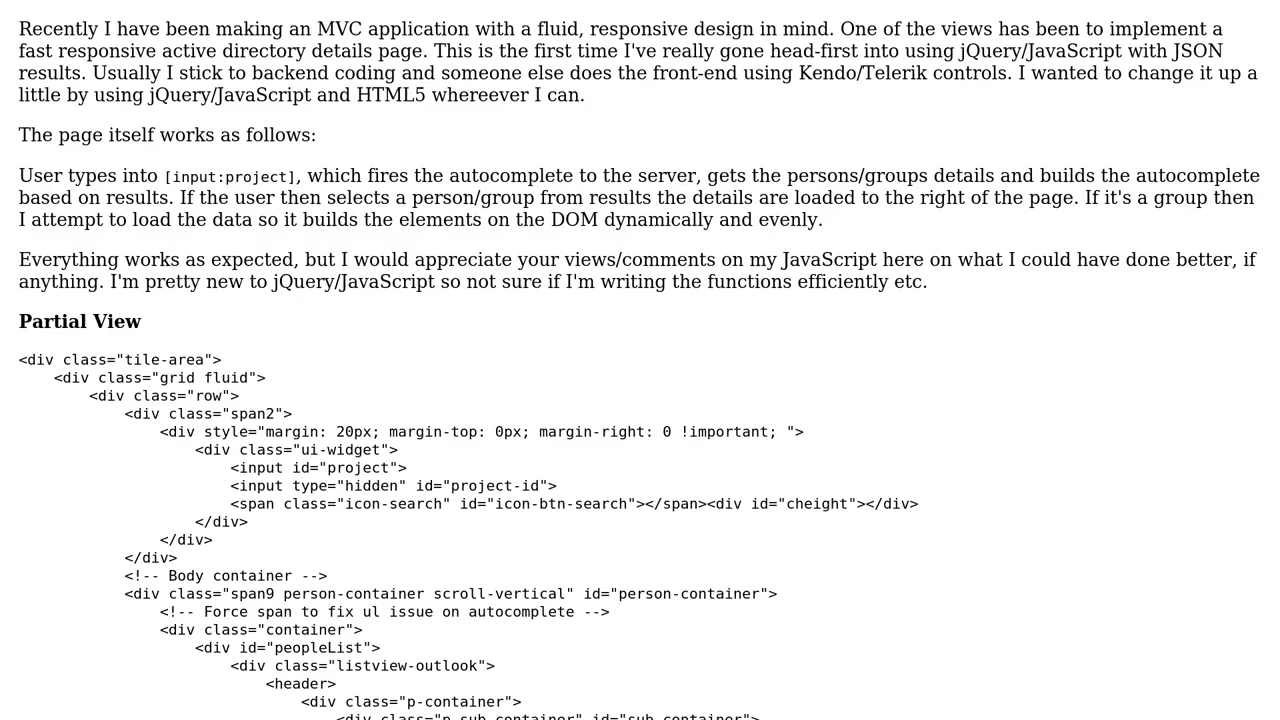 Recently I have been making an MVC application with a fluid, responsive design in mind. One of the views has been to implement a
fast responsive active directory details page. This is the first time I've really gone head-first into using jQuery/JavaScript with JSON
results. Usually I stick to backend coding and someone else does the front-end using Kendo/Telerik controls. I wanted to change it up a
little by using jQuery/JavaScript and HTML5 whereever I can.
The page itself works as follows:
User types into [input:project], which fires the autocomplete to the server, gets the persons/groups details and builds the autocomplete
based on results. If the user then selects a person/group from results the details are loaded to the right of the page. If it's a group then
I attempt to load the data so it builds the elements on the DOM dynamically and evenly.
Everything works as expected, but I would appreciate your views/comments on my JavaScript here on what I could have done better, if
anything. I'm pretty new to jQuery/JavaScript so not sure if I'm writing the functions efficiently etc.
Partial View
<div class="tile-area">
    <div class="grid fluid">
        <div class="row">
            <div class="span2">
                <div style="margin: 20px; margin-top: 0px; margin-right: 0 !important; ">
                    <div class="ui-widget">
                        <input id="project">
                        <input type="hidden" id="project-id">
                        <span class="icon-search" id="icon-btn-search"></span><div id="cheight"></div>
                    </div>
                </div>
            </div>
            <!-- Body container -->
            <div class="span9 person-container scroll-vertical" id="person-container">
                <!-- Force span to fix ul issue on autocomplete -->
                <div class="container">
                    <div id="peopleList">
                        <div class="listview-outlook">
                            <header>
                                <div class="p-container">
                                    <div class="p-sub-container" id="sub-container">